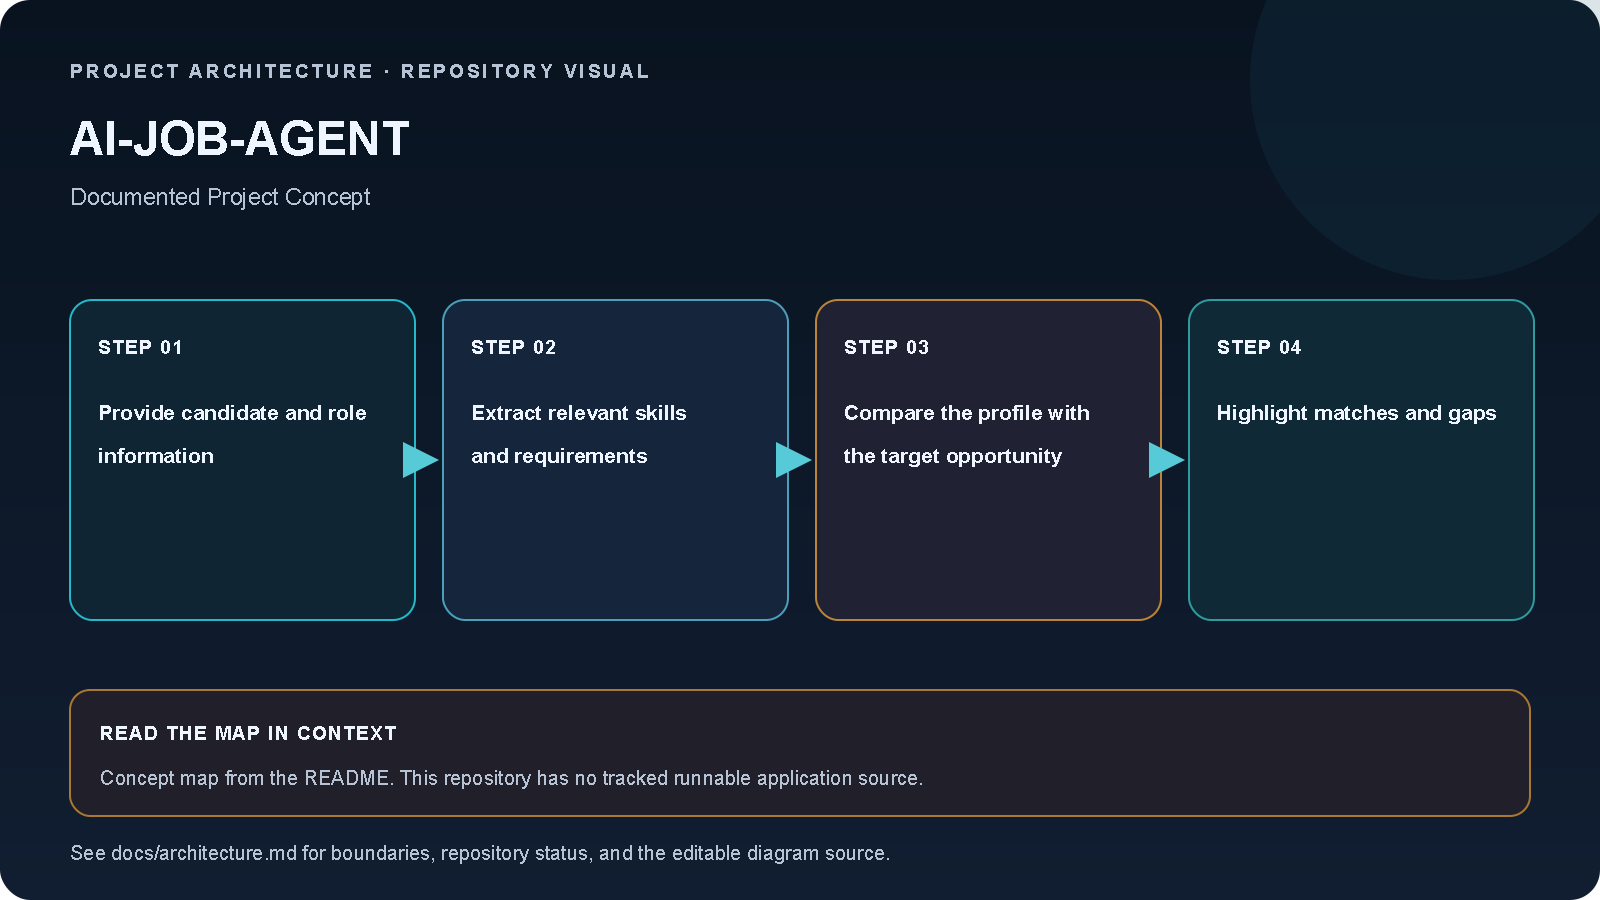 PROJECT ARCHITECTURE · REPOSITORY VISUAL
AI-JOB-AGENT
Documented Project Concept
STEP 01
Provide candidate and role
information
STEP 02
Extract relevant skills
and requirements
STEP 03
Compare the profile with
the target opportunity
STEP 04
Highlight matches and gaps
READ THE MAP IN CONTEXT
Concept map from the README. This repository has no tracked runnable application source.
See docs/architecture.md for boundaries, repository status, and the editable diagram source.